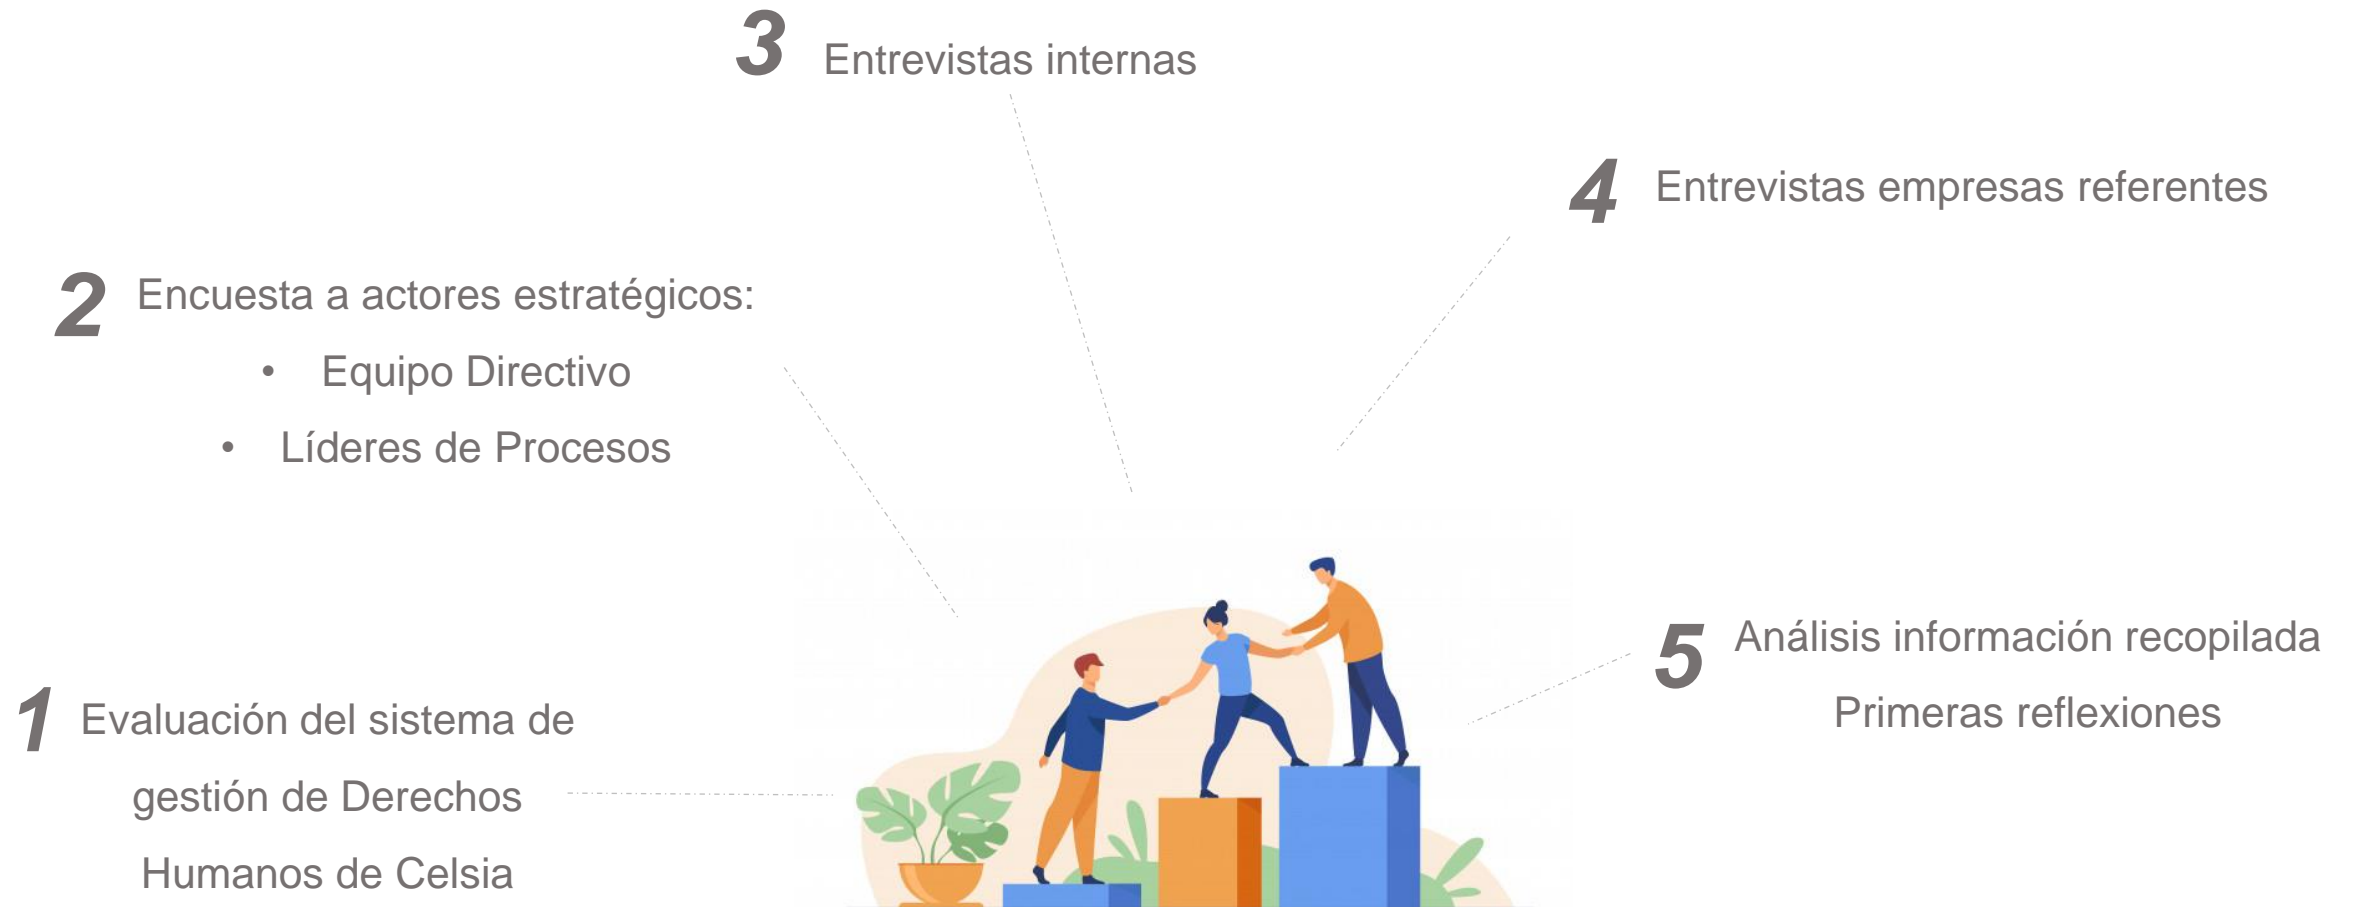 1 Evaluación del sistema de
gestión de Derechos
Humanos de Celsia
2 Encuesta a actores estratégicos:
• Equipo Directivo
• Líderes de Procesos
3 Entrevistas internas
4 Entrevistas empresas referentes
5 Análisis información recopilada
Primeras reflexiones